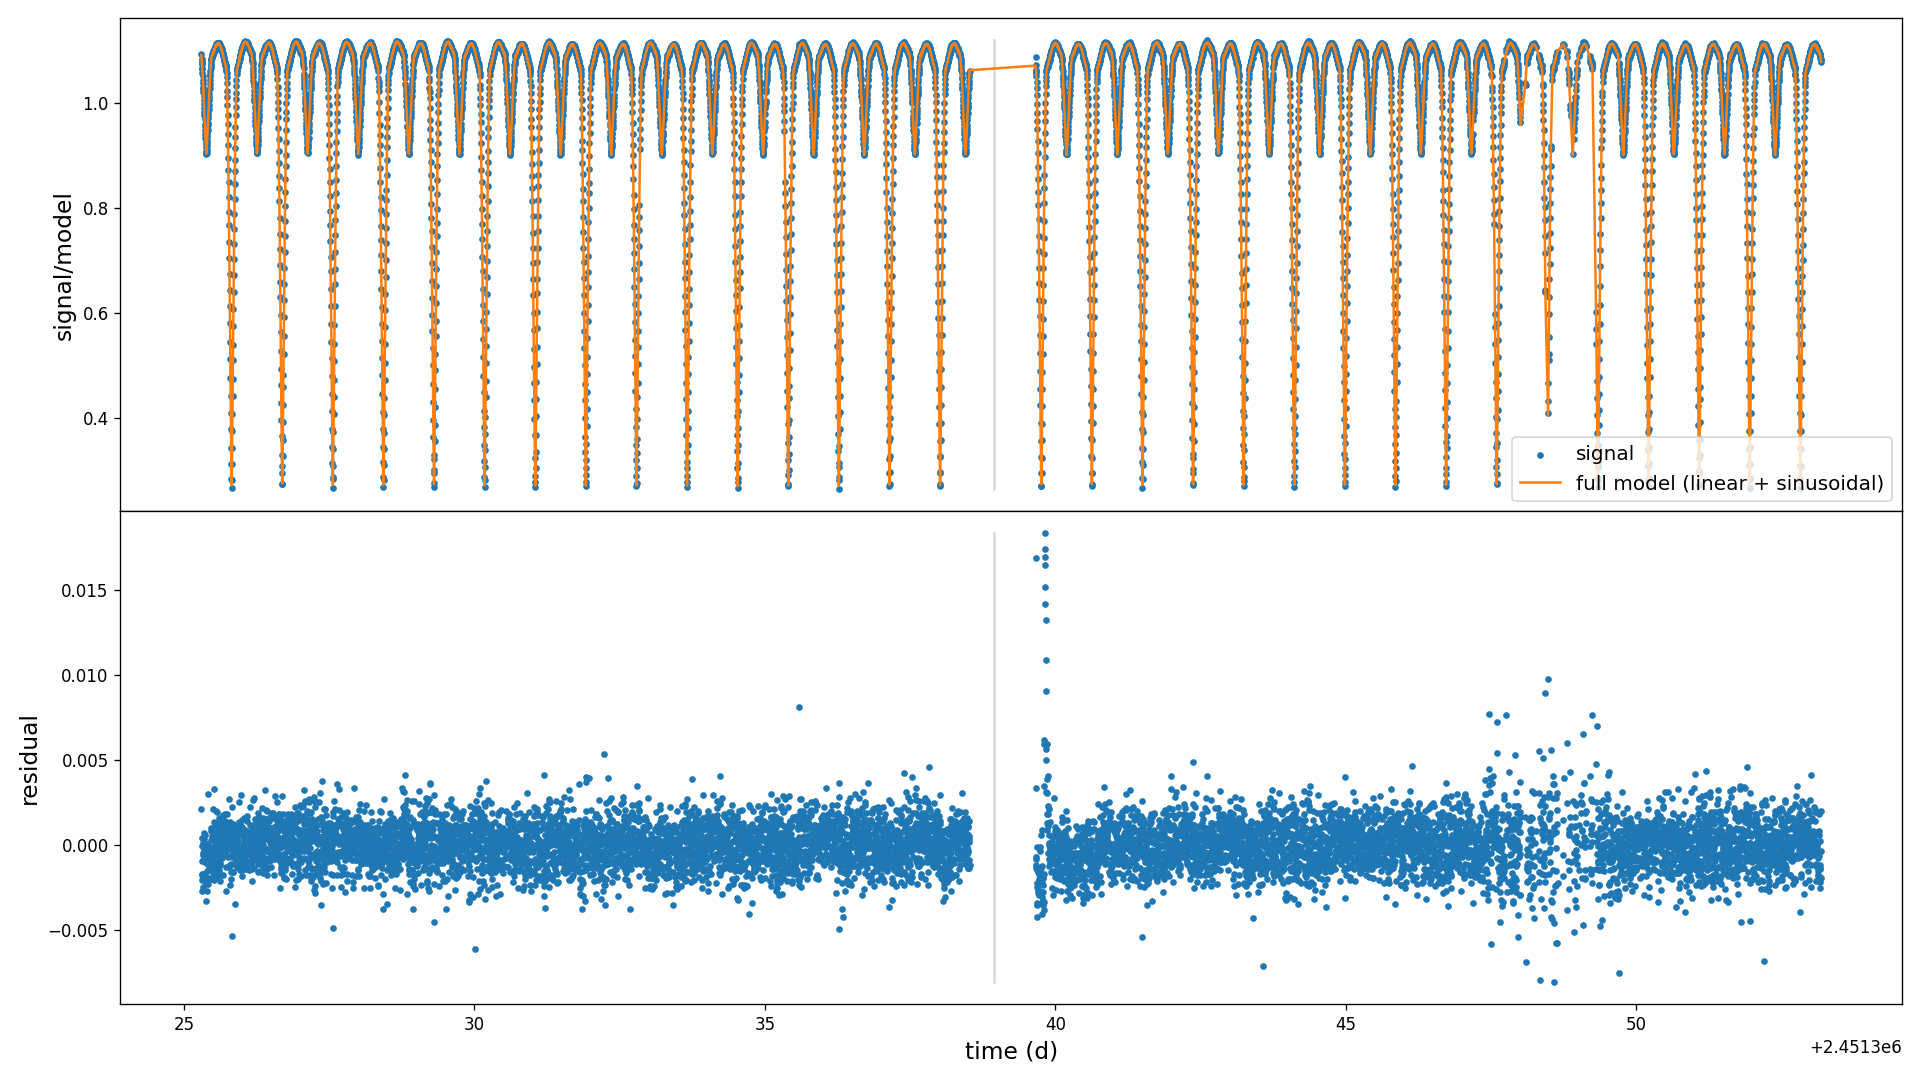 1.0
0.8
0.6
0.4
signal/model
signal
full model (linear + sinusoidal)
0.015
0.010
0.005
0.000
−0.005
residual
25
30
35
40
45
50
time (d)
+2.4513e6